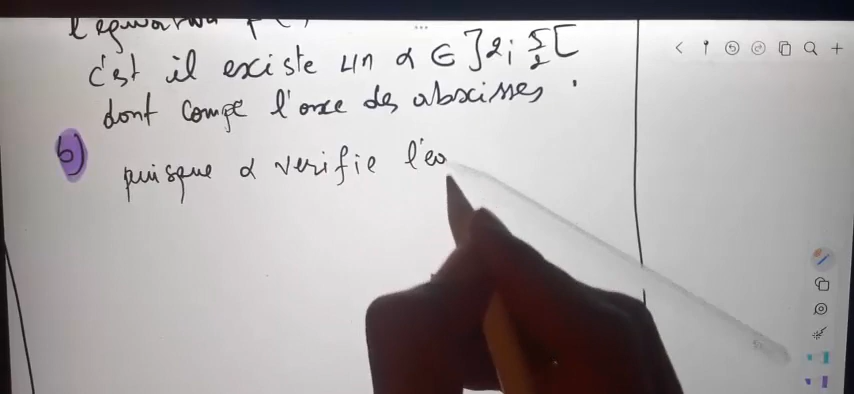 c'est il existe un α ∈ ]2; 5/2[
dont coupe l'axe des abscisses.
b)
puisque α verifie l'